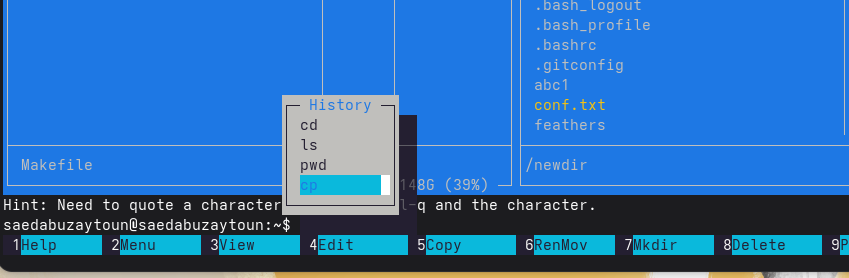 .bash_logout
.bash_profile
.bashrc
.gitconfig
abc1
conf.txt
feathers
History
cd
ls
pwd
cp
Makefile
/newdir
148G (39%)
Hint: Need to quote a character l-q and the character.
saedabuzaytoun@saedabuzaytoun:~$
1Help 2Menu 3View 4Edit 5Copy 6RenMov 7Mkdir 8Delete 9P